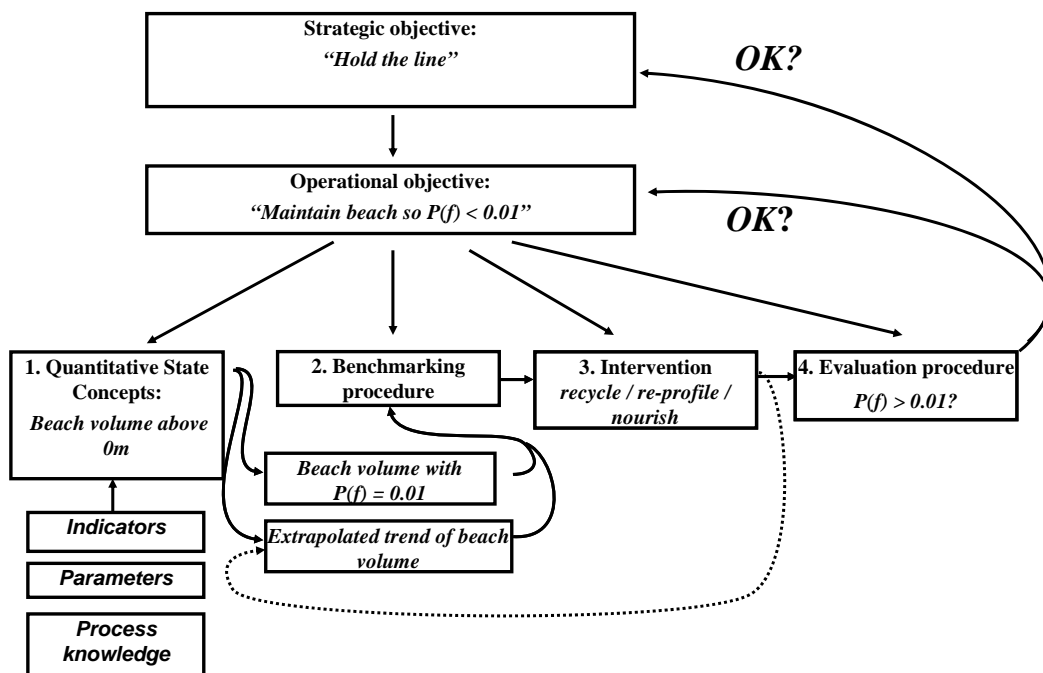 Strategic objective:
“Hold the line”
OK?
Operational objective:
“Maintain beach so P(f) < 0.01”
OK?
1. Quantitative State
Concepts:
Beach volume above
0m
2. Benchmarking
procedure
3. Intervention
recycle / re-profile /
nourish
4. Evaluation procedure
P(f) > 0.01?
Beach volume with
P(f) = 0.01
Extrapolated trend of beach
volume
Indicators
Parameters
Process
knowledge